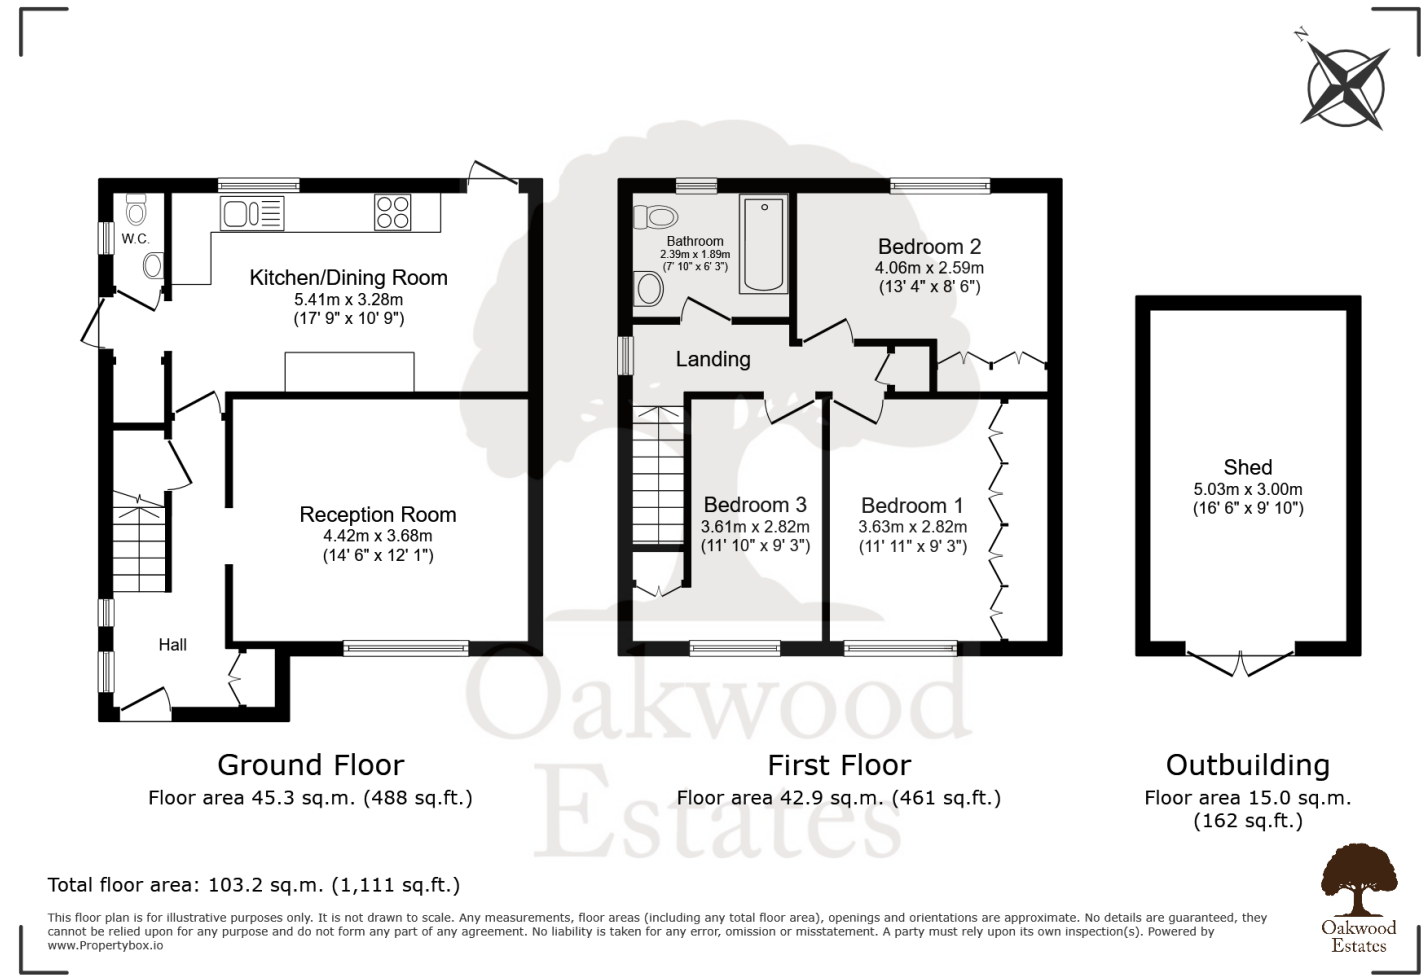 N
W.C.
Kitchen/Dining Room
5.41m x 3.28m
(17' 9" x 10' 9")
Reception Room
4.42m x 3.68m
(14' 6" x 12' 1")
Hall
Bathroom
2.39m x 1.89m
(7' 10" x 6' 3")
Bedroom 2
4.06m x 2.59m
(13' 4" x 8' 6")
Landing
Bedroom 3
3.61m x 2.82m
(11' 10" x 9' 3")
Bedroom 1
3.63m x 2.82m
(11' 11" x 9' 3")
Shed
5.03m x 3.00m
(16' 6" x 9' 10")
Oakwood
Estates
Ground Floor
Floor area 45.3 sq.m. (488 sq.ft.)
First Floor
Floor area 42.9 sq.m. (461 sq.ft.)
Outbuilding
Floor area 15.0 sq.m.
(162 sq.ft.)
Total floor area: 103.2 sq.m. (1,111 sq.ft.)
This floor plan is for illustrative purposes only. It is not drawn to scale. Any measurements, floor areas (including any total floor area), openings and orientations are approximate. No details are guaranteed, they
cannot be relied upon for any purpose and do not form any part of any agreement. No liability is taken for any error, omission or misstatement. A party must rely upon its own inspection(s). Powered by
www.Propertybox.io
Oakwood
Estates